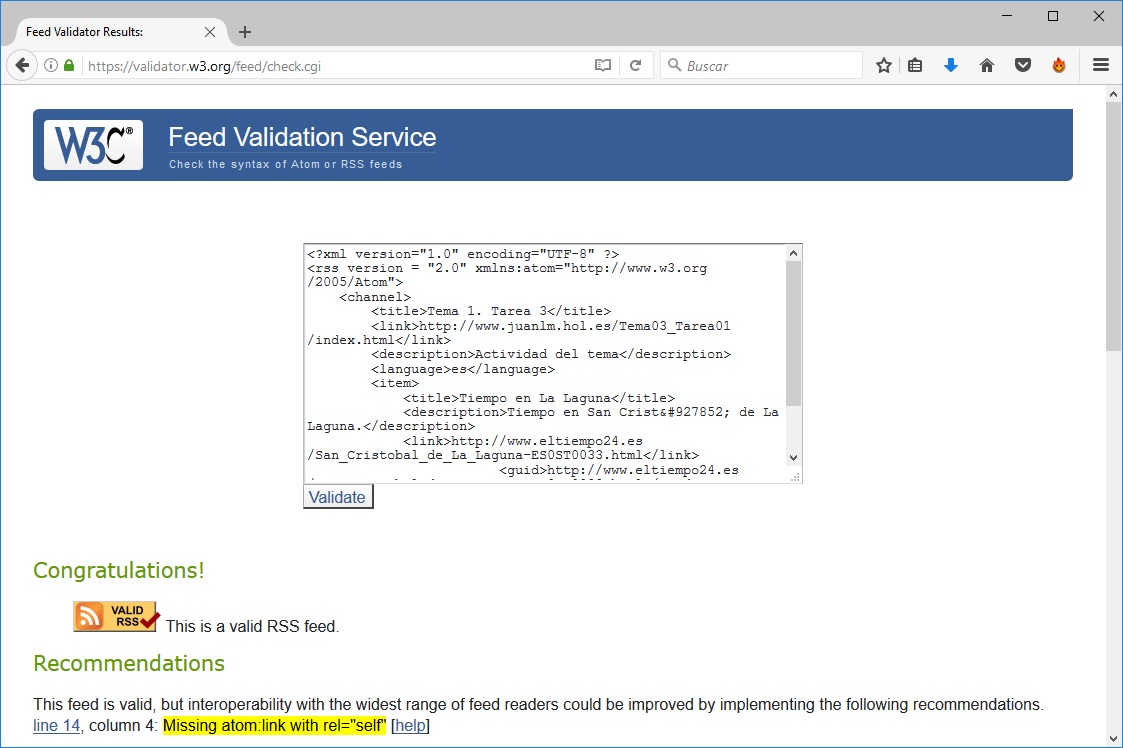 Feed Validator Results:
https://validator.w3.org/feed/check.cgi
Buscar
W3C®
Feed Validation Service
Check the syntax of Atom or RSS feeds
<?xml version="1.0" encoding="UTF-8" ?>
<rss version = "2.0" xmlns:atom="http://www.w3.org
/2005/Atom">
<channel>
<title>Tema 1. Tarea 3</title>
<link>http://www.juanlm.hol.es/Tema03_Tarea01
/index.html</link>
<description>Actividad del tema</description>
<language>es</language>
<item>
<title>Tiempo en La Laguna</title>
<description>Tiempo en San Crist&#927852; de La
Laguna.</description>
<link>http://www.eltiempo24.es
/San_Cristobal_de_La_Laguna-ES0ST0033.html</link>
<guid>http://www.eltiempo24.es
Validate
Congratulations!
VALID
RSS
This is a valid RSS feed.
Recommendations
This feed is valid, but interoperability with the widest range of feed readers could be improved by implementing the following recommendations.
line 14, column 4: Missing atom:link with rel="self" [help]